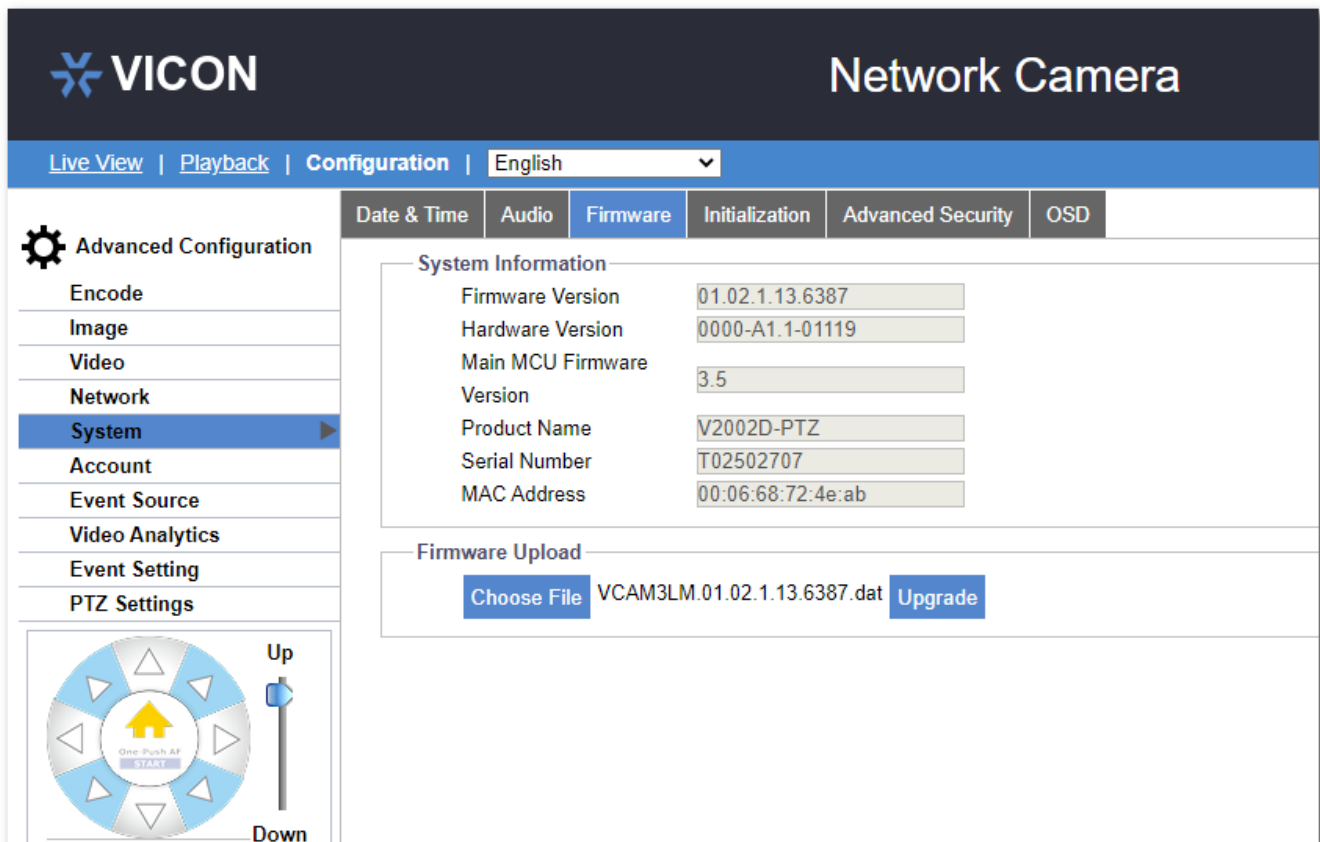 VICON
Network Camera
Live View | Playback | Configuration | English
Date & Time Audio Firmware Initialization Advanced Security OSD
Advanced Configuration
Encode
Image
Video
Network
System
Account
Event Source
Video Analytics
Event Setting
PTZ Settings
Up
One-Push AF
START
Down
System Information
Firmware Version 01.02.1.13.6387
Hardware Version 0000-A1.1-01119
Main MCU Firmware
Version
3.5
Product Name V2002D-PTZ
Serial Number T02502707
MAC Address 00:06:68:72:4e:ab
Firmware Upload
Choose File VCAM3LM.01.02.1.13.6387.dat Upgrade